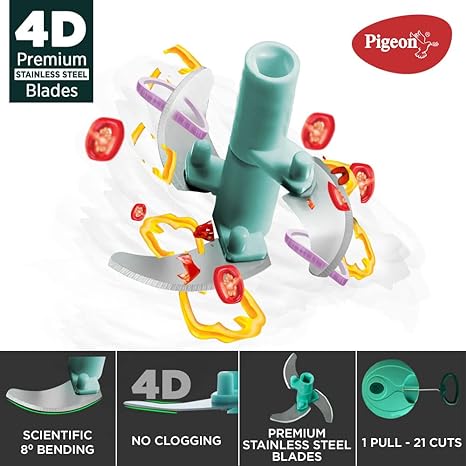 4D
Premium
STAINLESS STEEL
Blades
Pigeon®
4D
SCIENTIFIC
8º BENDING
NO CLOGGING
PREMIUM
STAINLESS STEEL
BLADES
1 PULL - 21 CUTS